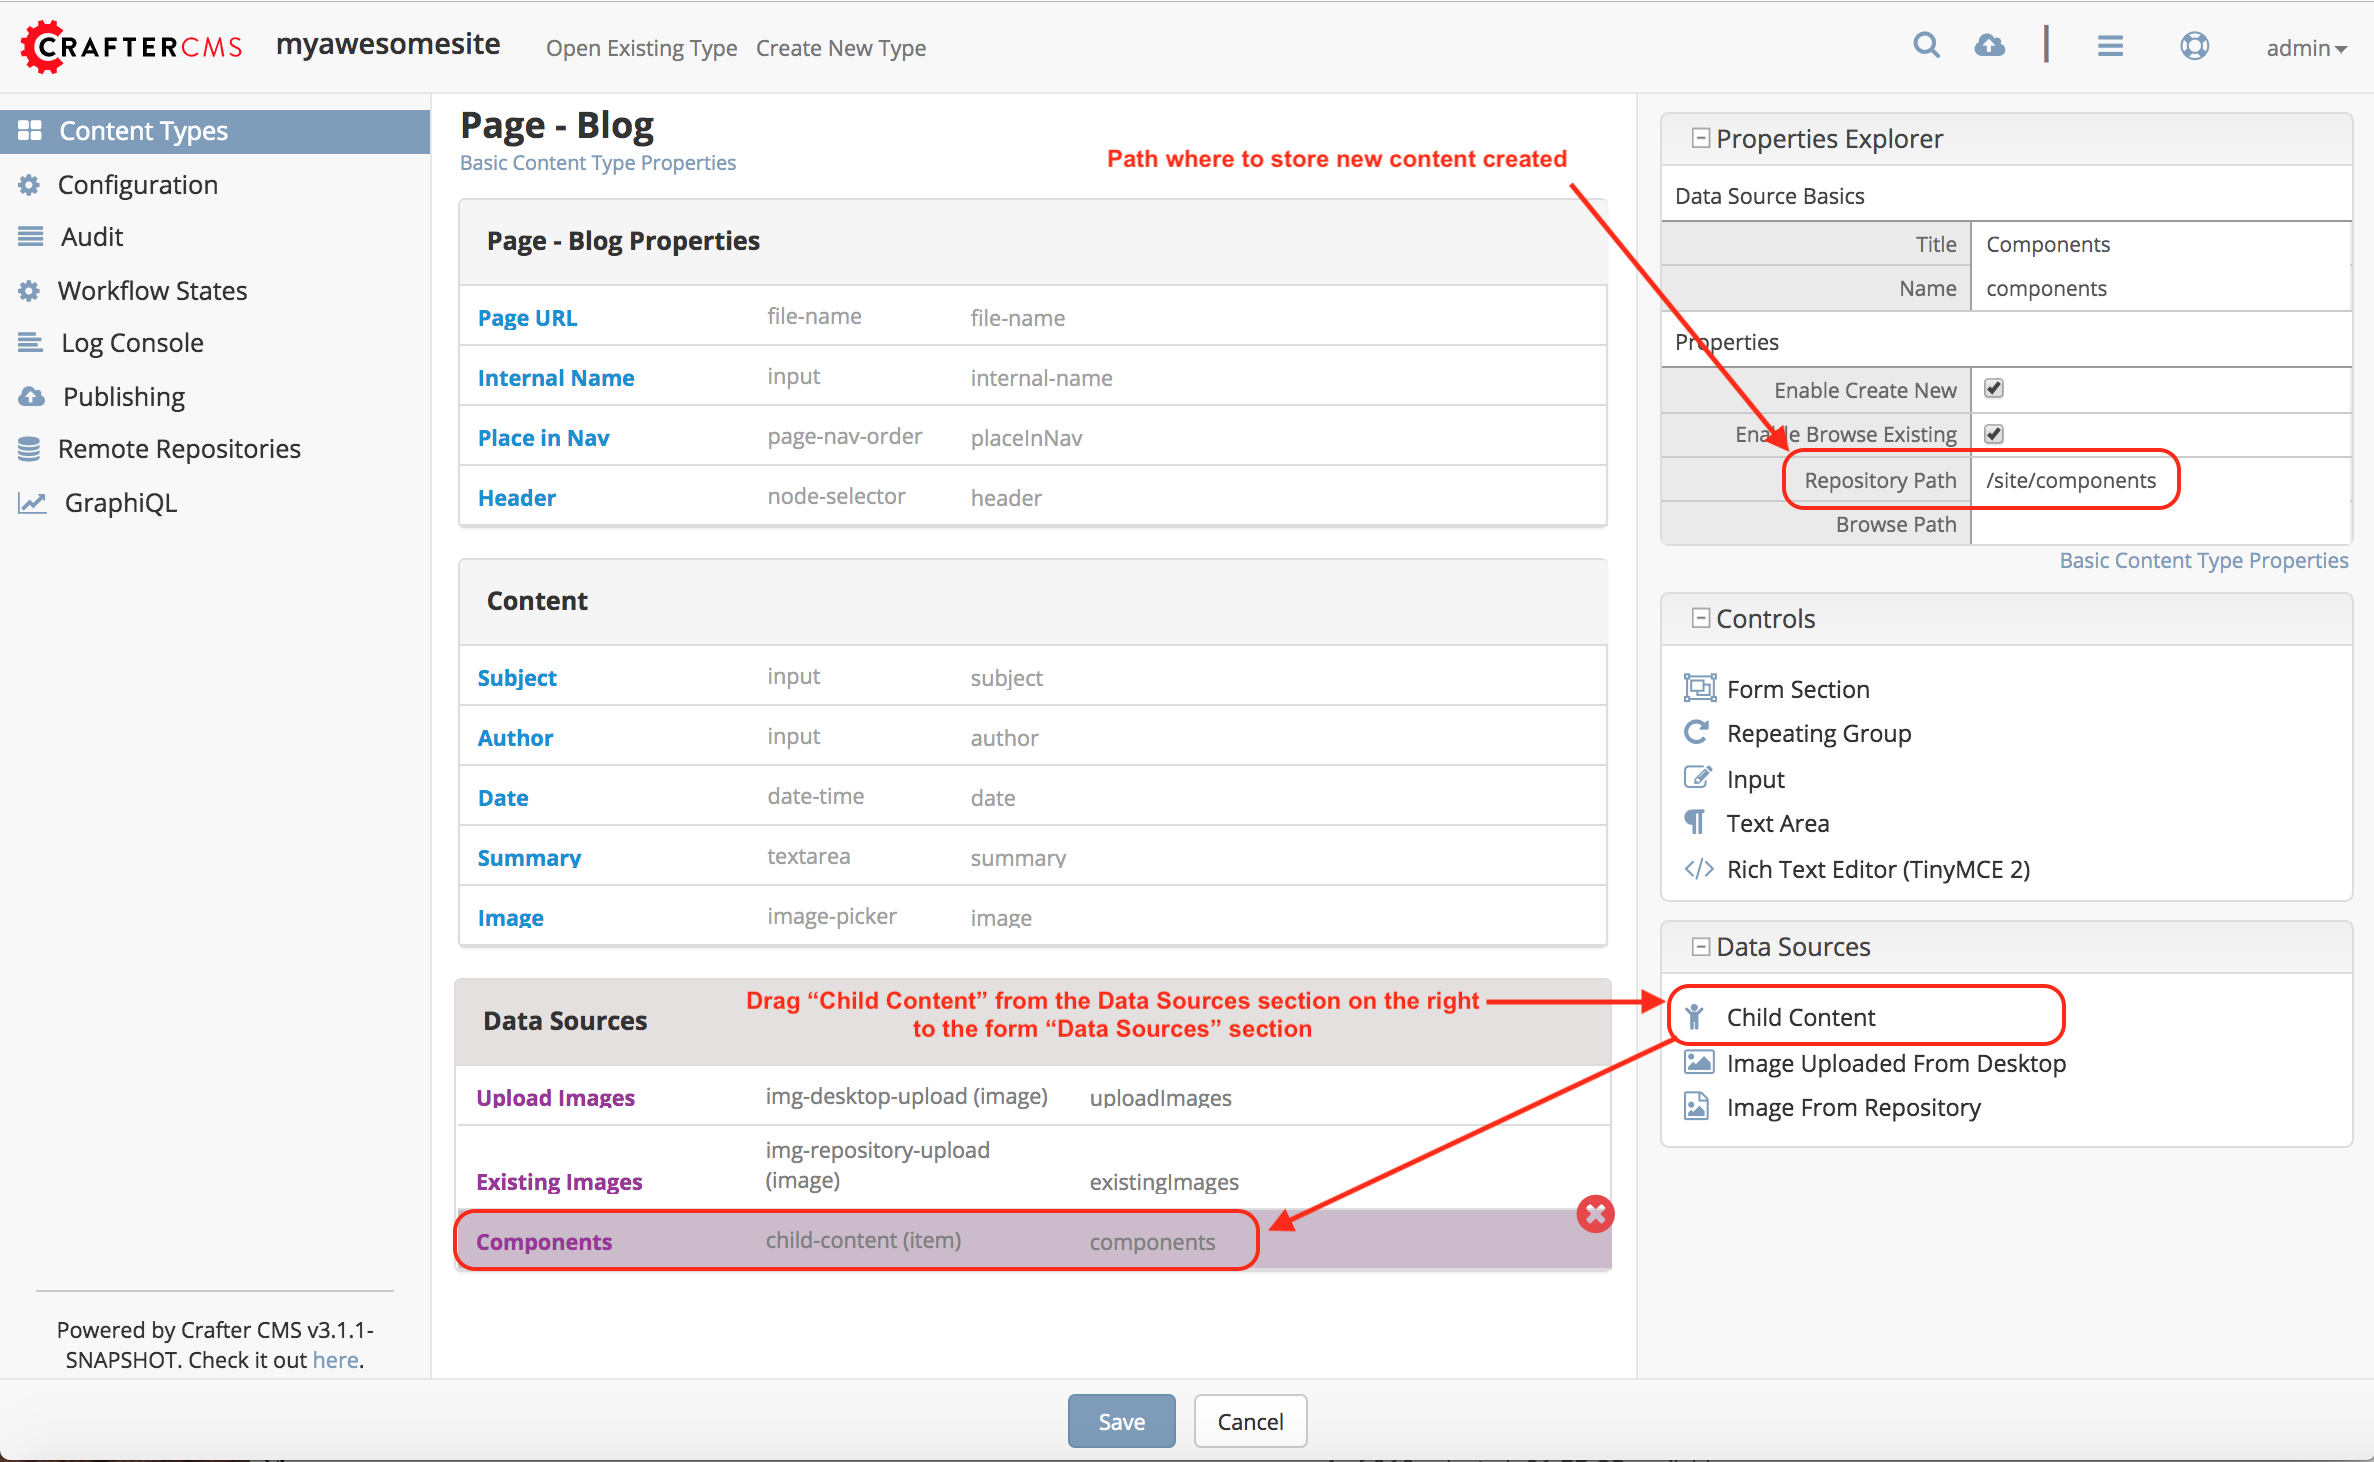 CRAFTERCMS myawesomesite Open Existing Type Create New Type admin
Content Types
Configuration
Audit
Workflow States
Log Console
Publishing
Remote Repositories
GraphiQL
Powered by Crafter CMS v3.1.1-
SNAPSHOT. Check it out here.
Page - Blog
Basic Content Type Properties
Path where to store new content created
Page - Blog Properties
Page URL file-name file-name
Internal Name input internal-name
Place in Nav page-nav-order placeInNav
Header node-selector header
Content
Subject input subject
Author input author
Date date-time date
Summary textarea summary
Image image-picker image
Data Sources
Drag “Child Content” from the Data Sources section on the right
to the form “Data Sources” section
Upload Images img-desktop-upload (image) uploadImages
img-repository-upload
Existing Images (image) existingImages
Components child-content (item) components
Properties Explorer
Data Source Basics
Title Components
Name components
Properties
Enable Create New
Enable Browse Existing
Repository Path /site/components
Browse Path
Basic Content Type Properties
Controls
Form Section
Repeating Group
Input
Text Area
Rich Text Editor (TinyMCE 2)
Data Sources
Child Content
Image Uploaded From Desktop
Image From Repository
Save Cancel